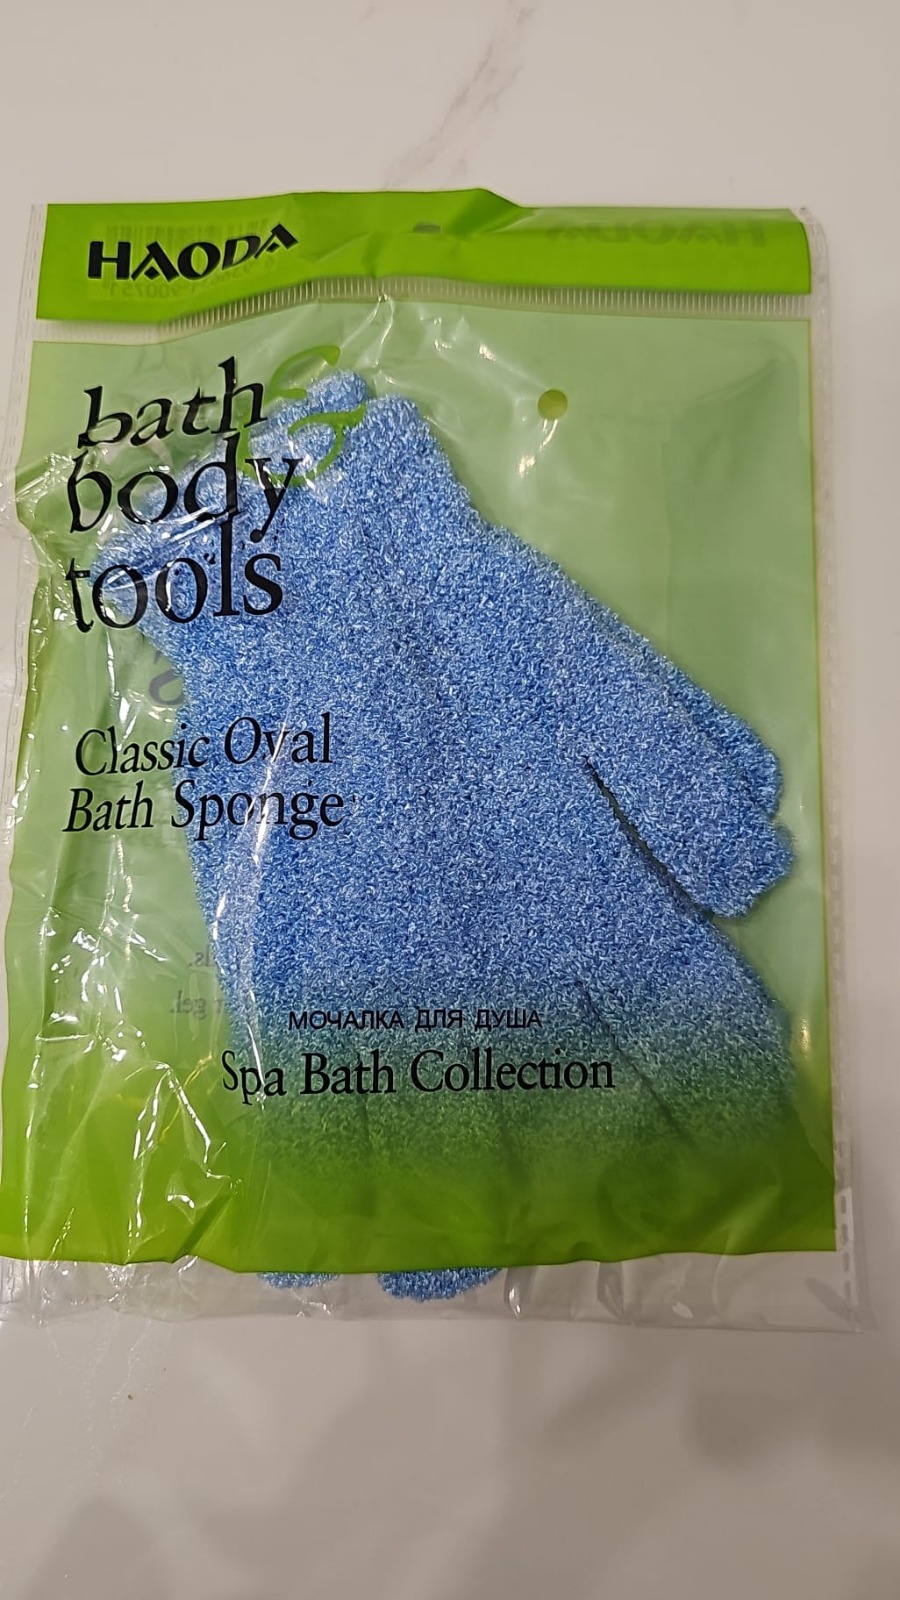 HAODA
bath &
body
tools
Classic Oval
Bath Sponge
МОЧАЛКА ДЛЯ ДУША
Spa Bath Collection